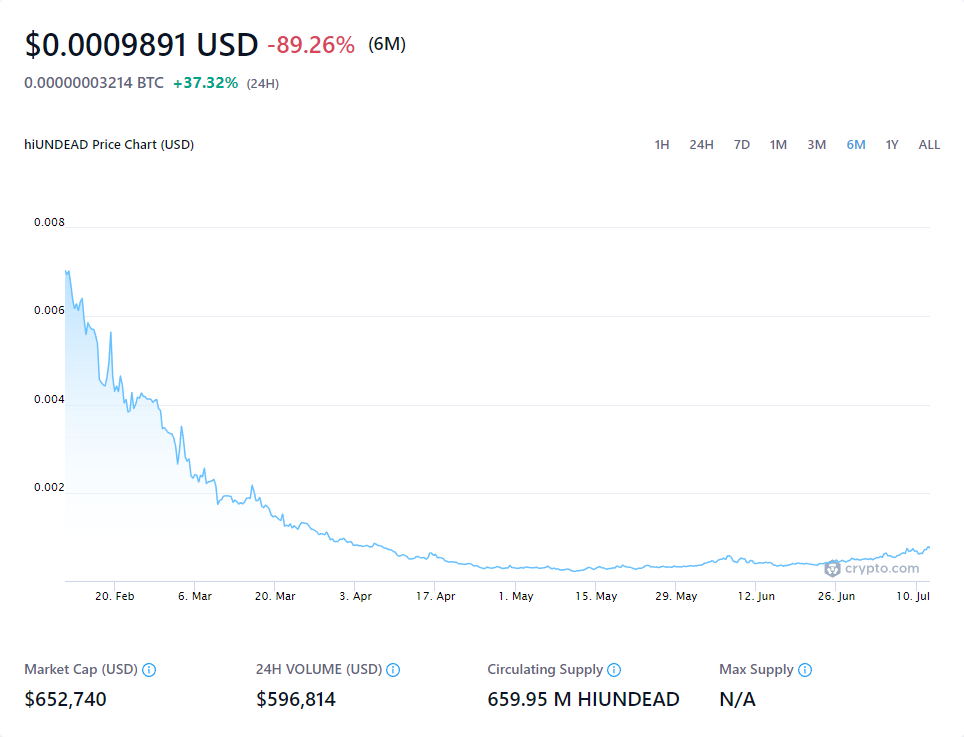 $0.0009891 USD -89.26% (6M)
0.00000003214 BTC +37.32% (24H)
hiUNDEAD Price Chart (USD) 1H 24H 7D 1M 3M 6M 1Y ALL
0.008
0.006
0.004
0.002
crypto.com
20. Feb 6. Mar 20. Mar 3. Apr 17. Apr 1. May 15. May 29. May 12. Jun 26. Jun 10. Jul
Market Cap (USD) 24H VOLUME (USD) Circulating Supply Max Supply
$652,740 $596,814 659.95 M HIUNDEAD N/A